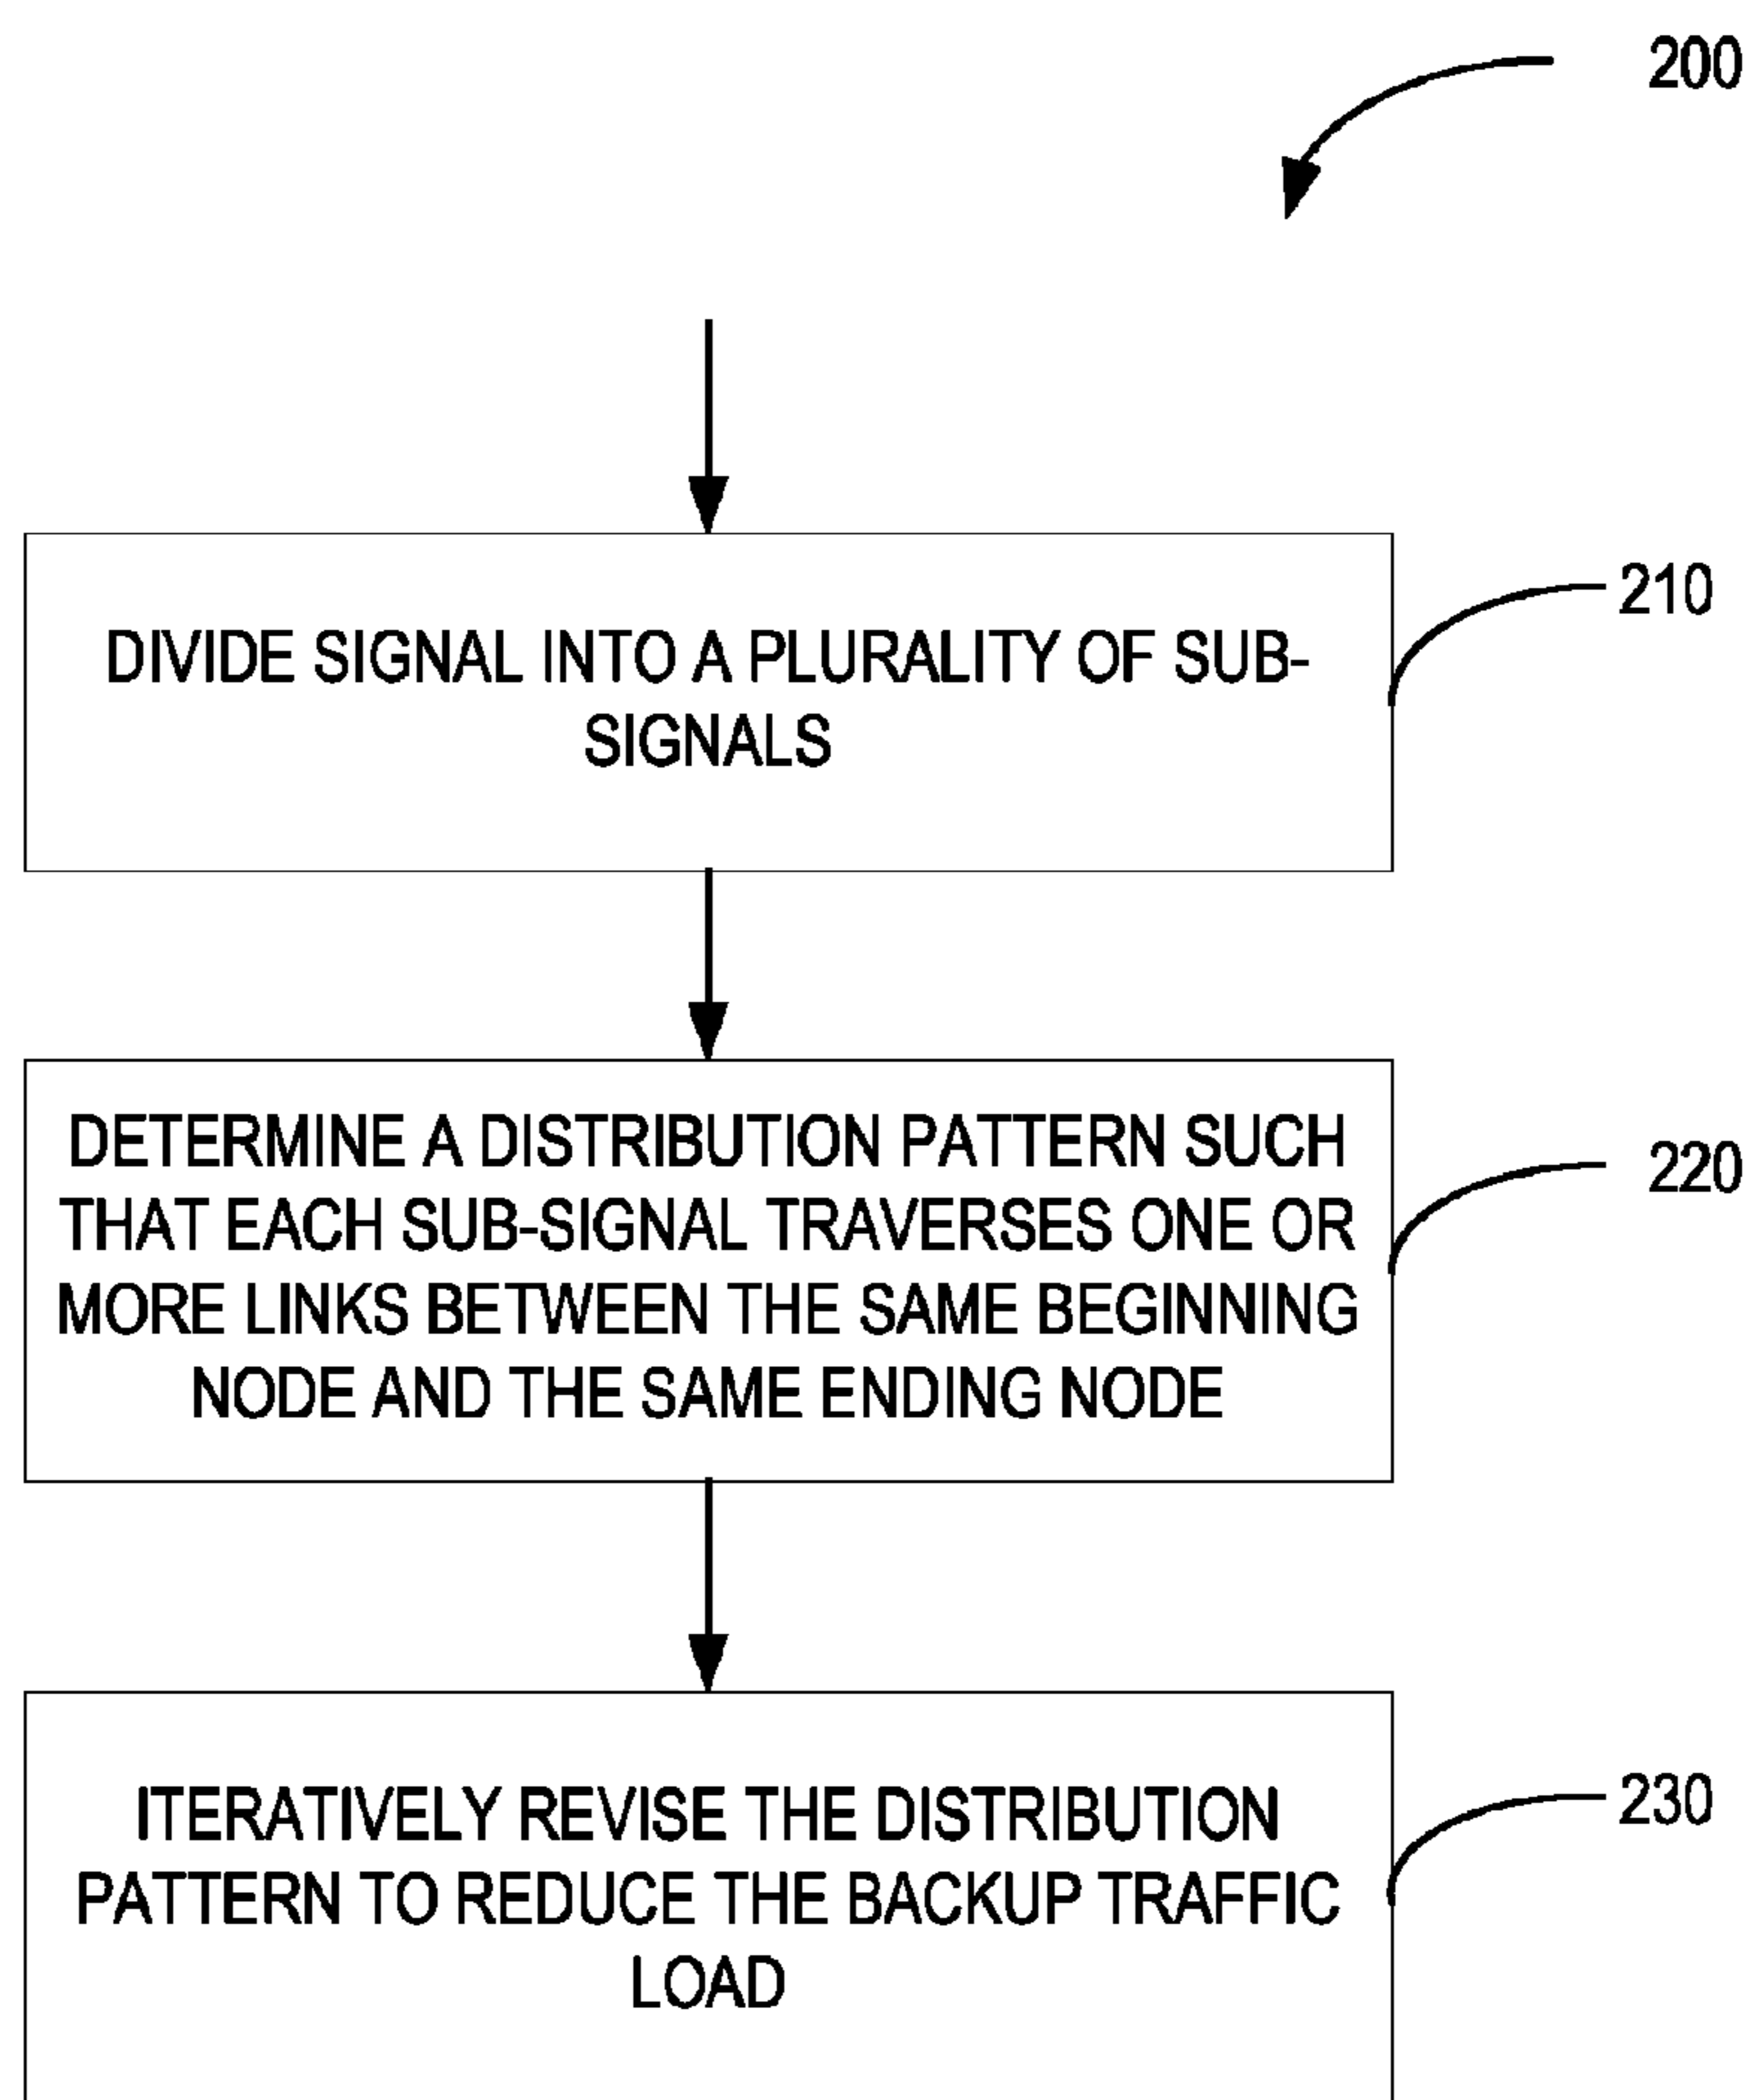 200
DIVIDE SIGNAL INTO A PLURALITY OF SUB-
SIGNALS
210
DETERMINE A DISTRIBUTION PATTERN SUCH
THAT EACH SUB-SIGNAL TRAVERSES ONE OR
MORE LINKS BETWEEN THE SAME BEGINNING
NODE AND THE SAME ENDING NODE
220
ITERATIVELY REVISE THE DISTRIBUTION
PATTERN TO REDUCE THE BACKUP TRAFFIC
LOAD
230